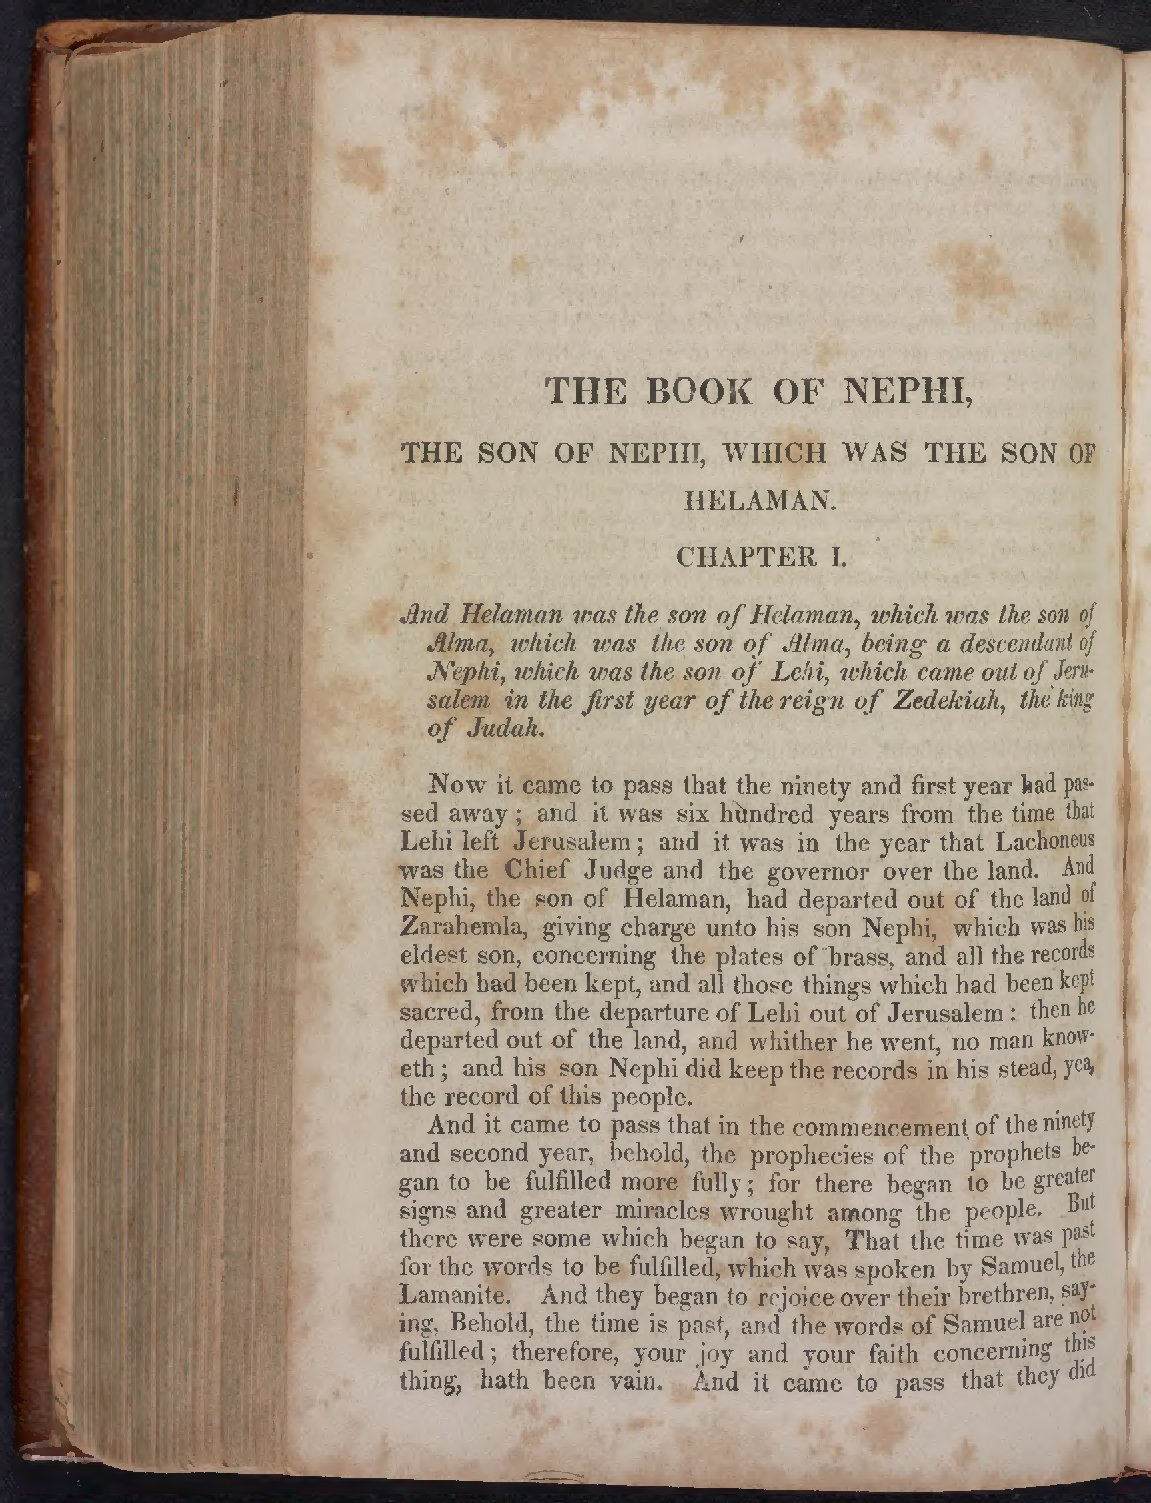 THE BOOK OF NEPHI,
THE SON OF NEPHI, WHICH WAS THE SON OF
HELAMAN.
CHAPTER I.
And Helaman was the son of Helaman, which was the son of
Alma, which was the son of Alma, being a descendant of
Nephi, which was the son of Lehi, which came out of Jeru-
salem in the first year of the reign of Zedekiah, the king
of Judah.
Now it came to pass that the ninety and first year had pas-
sed away; and it was six hundred years from the time that
Lehi left Jerusalem; and it was in the year that Lachoneus
was the Chief Judge and the governor over the land. And
Nephi, the son of Helaman, had departed out of the land of
Zarahemla, giving charge unto his son Nephi, which was his
eldest son, concerning the plates of brass, and all the records
which had been kept, and all those things which had been kept
sacred, from the departure of Lehi out of Jerusalem: then he
departed out of the land, and whither he went, no man know-
eth; and his son Nephi did keep the records in his stead, yea,
the record of this people.
And it came to pass that in the commencement of the ninety
and second year, behold, the prophecies of the prophets be-
gan to be fulfilled more fully; for there began to be greater
signs and greater miracles wrought among the people. But
there were some which began to say, That the time was past
for the words to be fulfilled, which was spoken by Samuel, the
Lamanite. And they began to rejoice over their brethren, say-
ing, Behold, the time is past, and the words of Samuel are not
fulfilled; therefore, your joy and your faith concerning this
thing, hath been vain. And it came to pass that they did